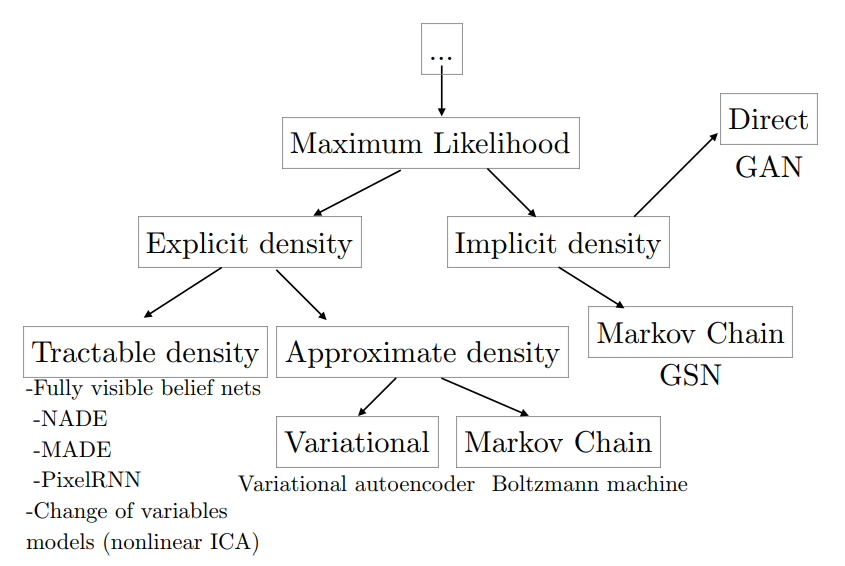 ...
Maximum Likelihood
Direct
GAN
Explicit density
Implicit density
Tractable density
-Fully visible belief nets
-NADE
-MADE
-PixelRNN
-Change of variables
models (nonlinear ICA)
Approximate density
Variational
Variational autoencoder
Markov Chain
Boltzmann machine
Markov Chain
GSN